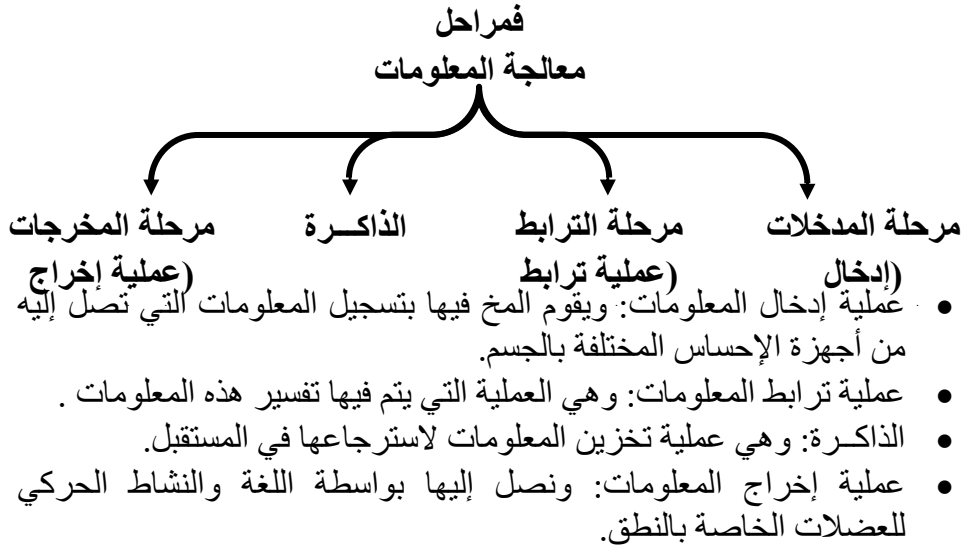 فمراحل
معالجة المعلومات
مرحلة المدخلات
(إدخال
مرحلة الترابط
(عملية ترابط
الذاكــرة
مرحلة المخرجات
(عملية إخراج
• عملية إدخال المعلومات: ويقوم المخ فيها بتسجيل المعلومات التي تصل إليه
من أجهزة الإحساس المختلفة بالجسم.
• عملية ترابط المعلومات: وهي العملية التي يتم فيها تفسير هذه المعلومات .
• الذاكــرة: وهي عملية تخزين المعلومات لاسترجاعها في المستقبل.
• عملية إخراج المعلومات: ونصل إليها بواسطة اللغة والنشاط الحركي
للعضلات الخاصة بالنطق.